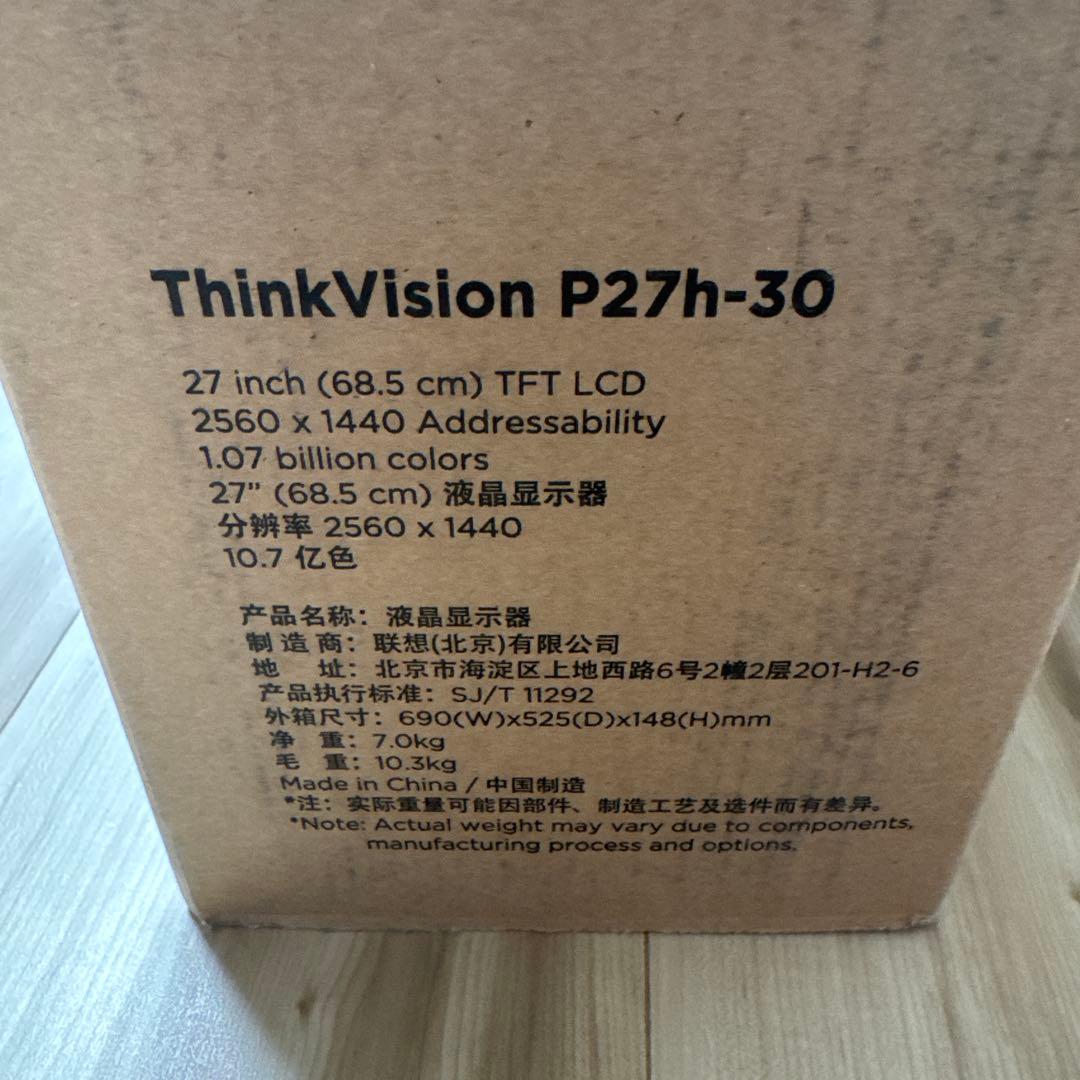 ThinkVision P27h-30
27 inch (68.5 cm) TFT LCD
2560 x 1440 Addressability
1.07 billion colors
27" (68.5 cm) 液晶显示器
分辨率 2560 x 1440
10.7 亿色
产品名称：液晶显示器
制 造 商：联想(北京)有限公司
地 址：北京市海淀区上地西路6号2幢2层201-H2-6
产品执行标准：SJ/T 11292
外箱尺寸：690(W)x525(D)x148(H)mm
净 重：7.0kg
毛 重：10.3kg
Made in China / 中国制造
*注：实际重量可能因部件、制造工艺及选件而有差异。
*Note: Actual weight may vary due to components,
manufacturing process and options.